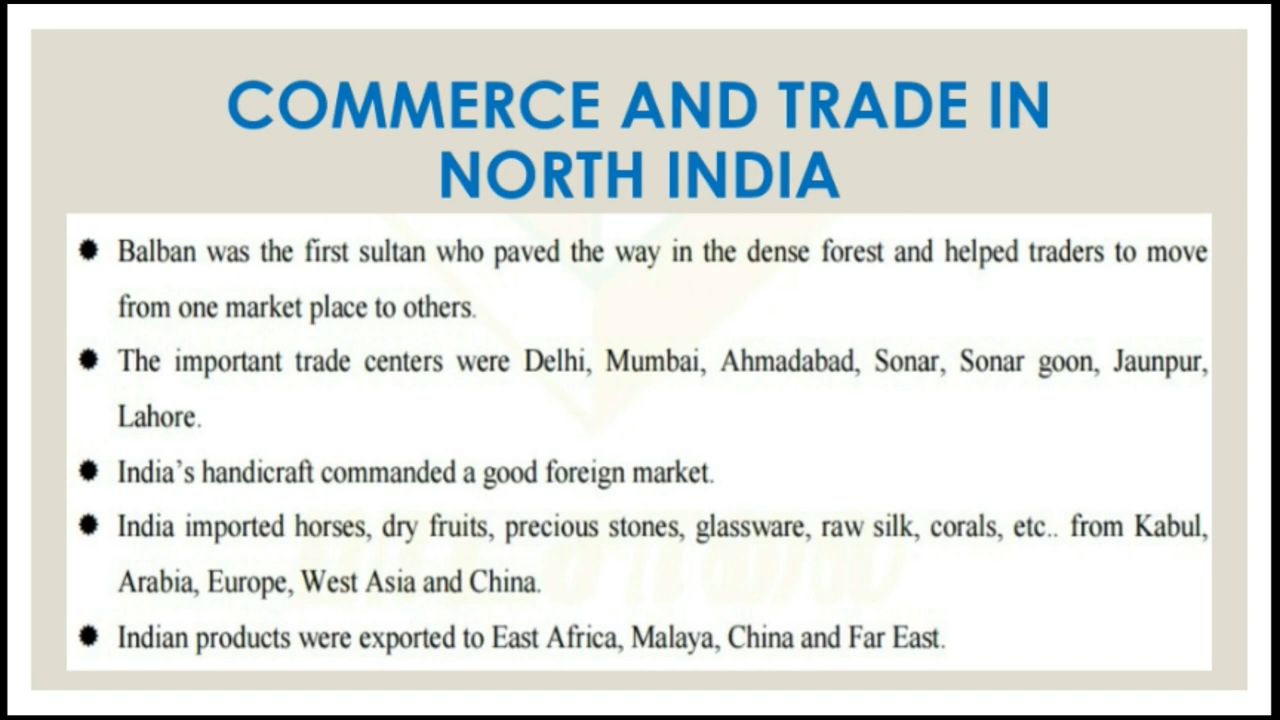 COMMERCE AND TRADE IN
NORTH INDIA
Balban was the first sultan who paved the way in the dense forest and helped traders to move
from one market place to others.
The important trade centers were Delhi, Mumbai, Ahmadabad, Sonar, Sonar goon, Jaunpur,
Lahore.
India's handicraft commanded a good foreign market.
India imported horses, dry fruits, precious stones, glassware, raw silk, corals, etc.. from Kabul,
Arabia, Europe, West Asia and China.
Indian products were exported to East Africa, Malaya, China and Far East.